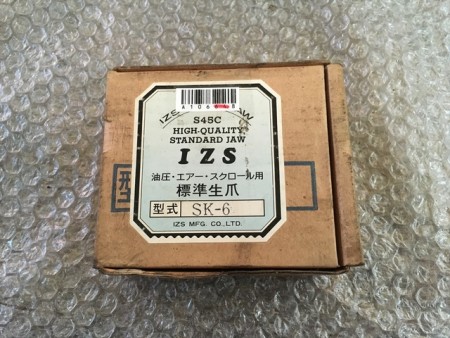 S45C
HIGH-QUALITY
STANDARD JAW
IZS
油圧・エアー・スクロール用
標準生爪
型式 SK-6
IZS MFG. CO., LTD.
型